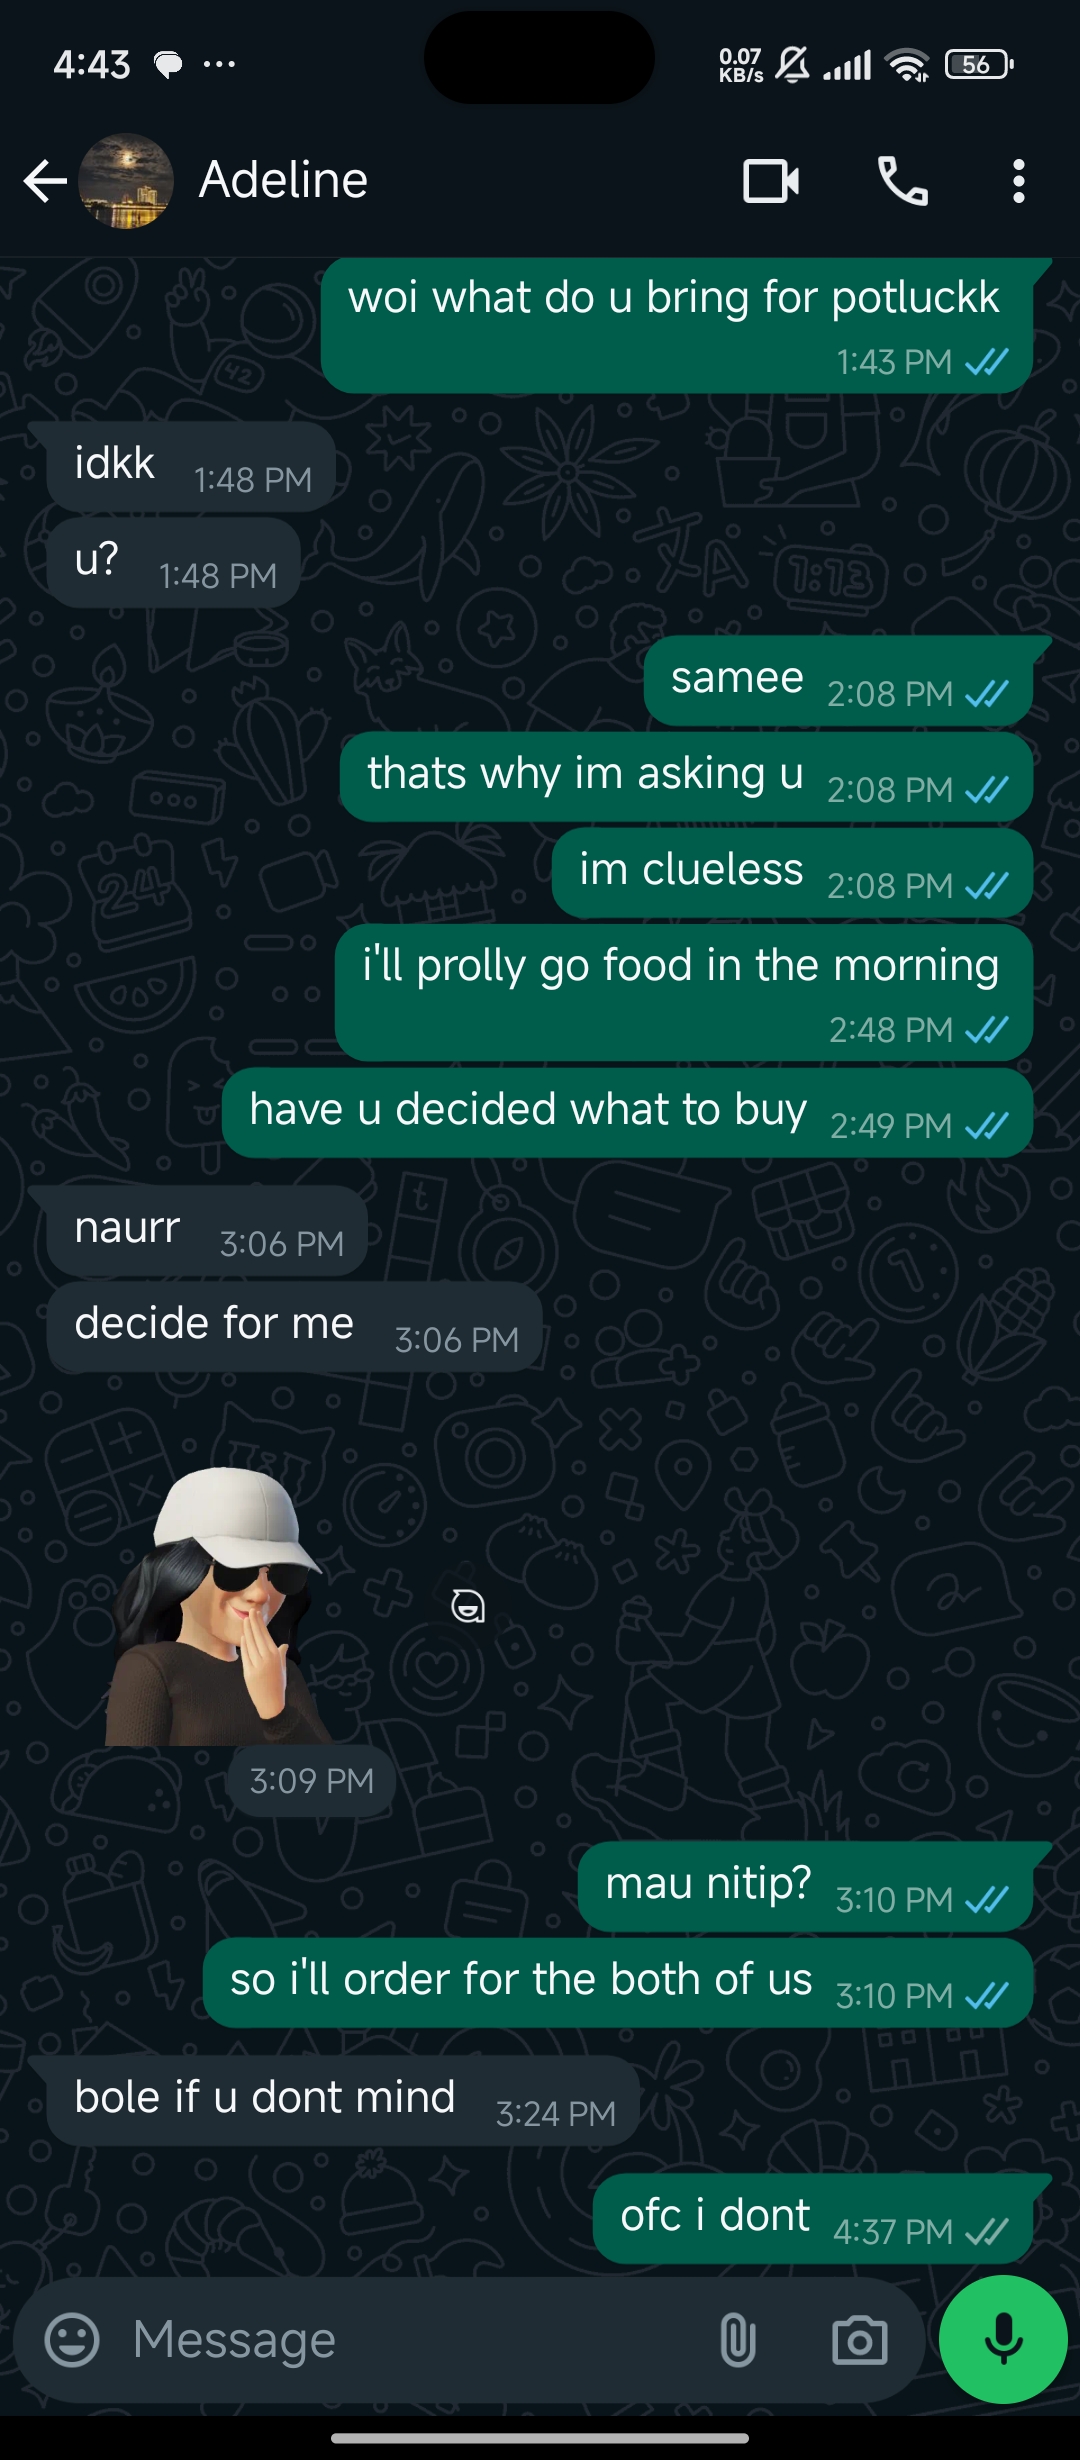 4:43 ...
0.07
KB/s
56
Adeline
woi what do u bring for potluckk
1:43 PM
idkk 1:48 PM
u? 1:48 PM
samee 2:08 PM
thats why im asking u 2:08 PM
im clueless 2:08 PM
i'll prolly go food in the morning
2:48 PM
have u decided what to buy 2:49 PM
naurr 3:06 PM
decide for me 3:06 PM
3:09 PM
mau nitip? 3:10 PM
so i'll order for the both of us 3:10 PM
bole if u dont mind 3:24 PM
ofc i dont 4:37 PM
Message